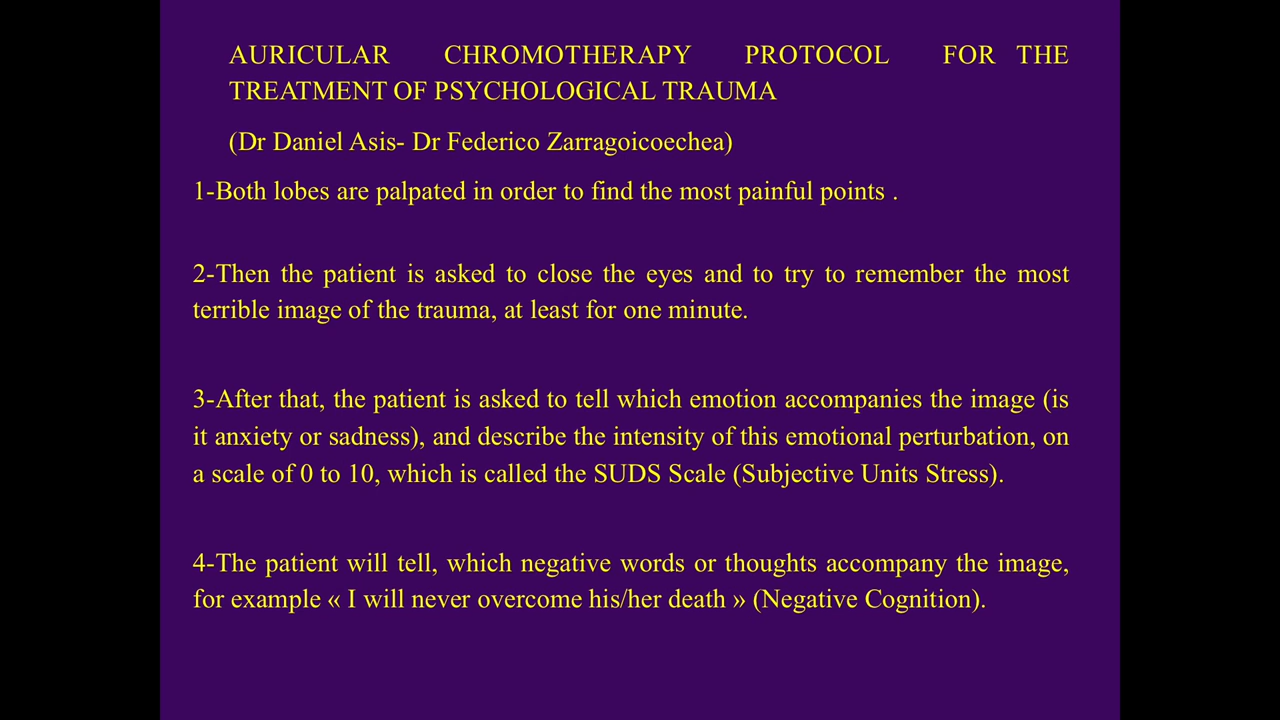 AURICULAR CHROMOTHERAPY PROTOCOL FOR THE
TREATMENT OF PSYCHOLOGICAL TRAUMA
(Dr Daniel Asis- Dr Federico Zarragoicoechea)
1-Both lobes are palpated in order to find the most painful points .
2-Then the patient is asked to close the eyes and to try to remember the most
terrible image of the trauma, at least for one minute.
3-After that, the patient is asked to tell which emotion accompanies the image (is
it anxiety or sadness), and describe the intensity of this emotional perturbation, on
a scale of 0 to 10, which is called the SUDS Scale (Subjective Units Stress).
4-The patient will tell, which negative words or thoughts accompany the image,
for example « I will never overcome his/her death » (Negative Cognition).